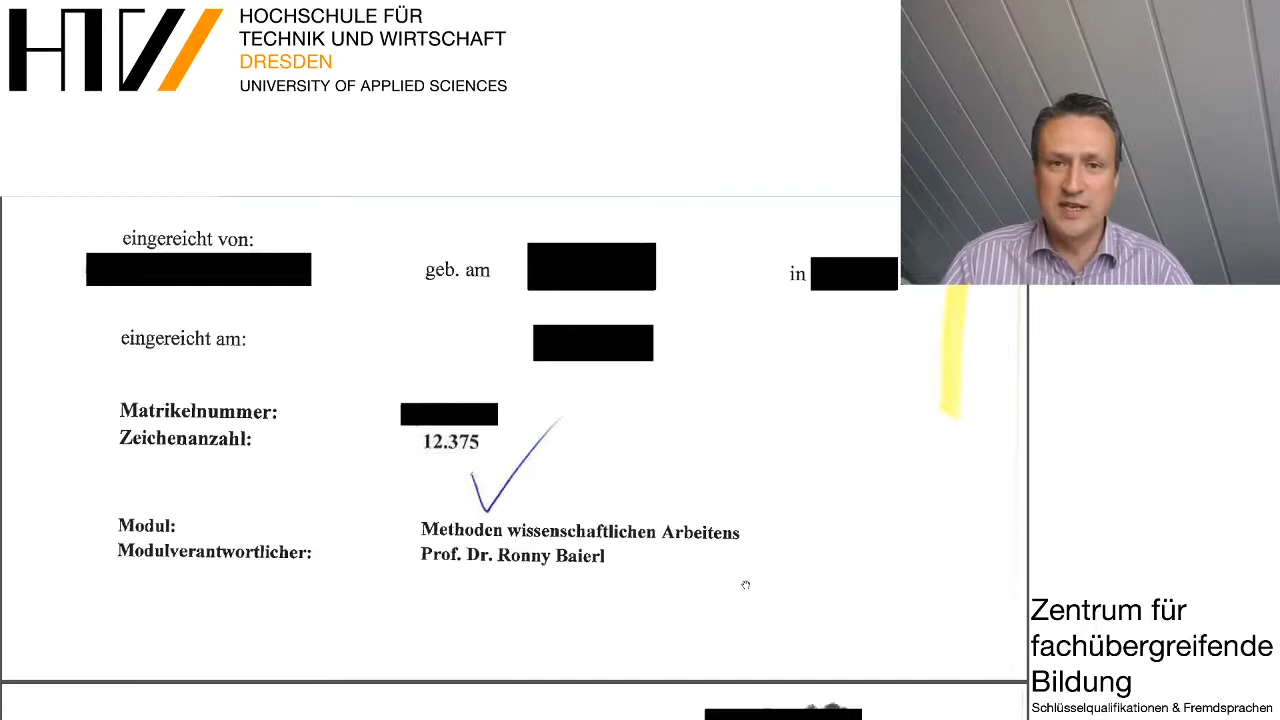 HTW
HOCHSCHULE FÜR
TECHNIK UND WIRTSCHAFT
DRESDEN
UNIVERSITY OF APPLIED SCIENCES
eingereicht von:
geb. am
in
eingereicht am:
Matrikelnummer:
Zeichenanzahl: 12.375
Modul: Methoden wissenschaftlichen Arbeitens
Modulverantwortlicher: Prof. Dr. Ronny Baierl
Zentrum für
fachübergreifende
Bildung
Schlüsselqualifikationen & Fremdsprachen